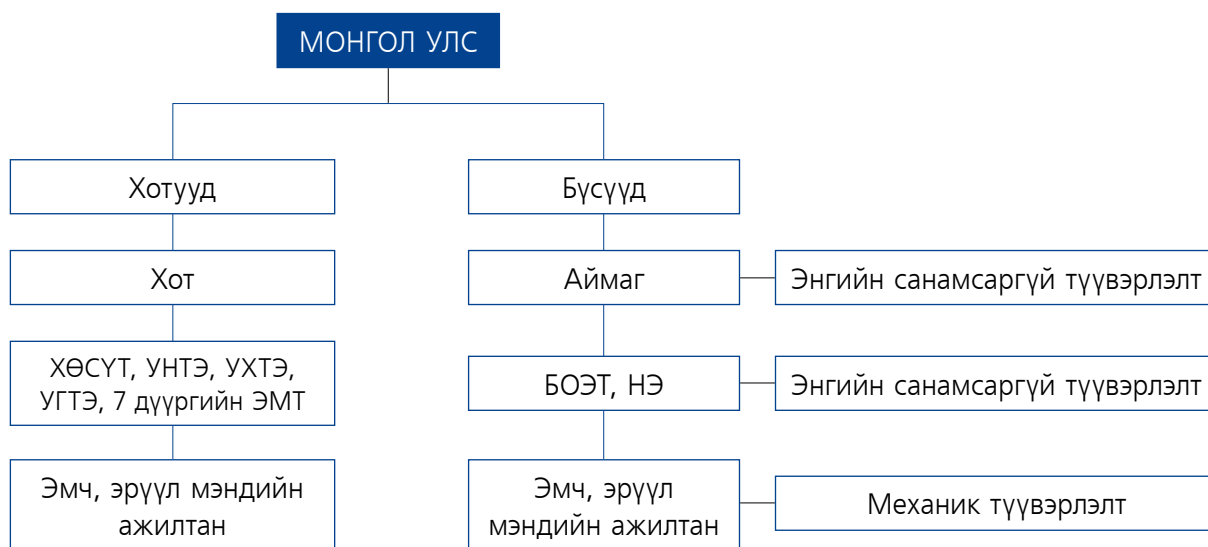 МОНГОЛ УЛС
Хотууд
Бүсүүд
Хот
Аймаг
Энгийн санамсаргүй түүвэрлэлт
ХӨСҮТ, УНТЭ, УХТЭ,
УГТЭ, 7 дүүргийн ЭМТ
БОЭТ, НЭ
Энгийн санамсаргүй түүвэрлэлт
Эмч, эрүүл мэндийн
ажилтан
Эмч, эрүүл
мэндийн ажилтан
Механик түүвэрлэлт